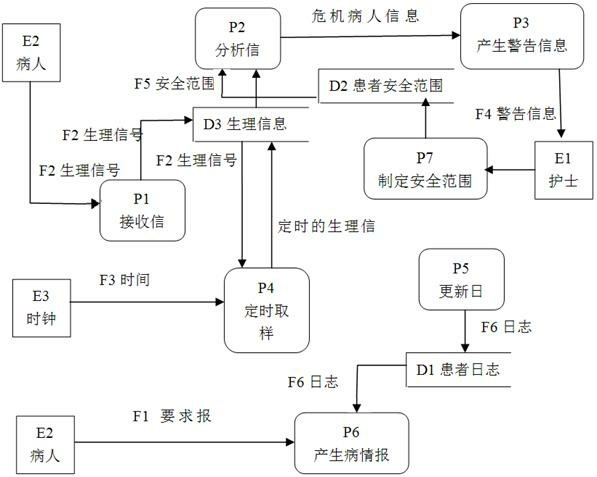 E2
病人
P2
分析信
危机病人信息
P3
产生警告信息
F5 安全范围
D2 患者安全范围
F4 警告信息
F2 生理信号
D3 生理信息
F2 生理信号
F2 生理信号
P1
接收信
P7
制定安全范围
E1
护士
定时的生理信
E3
时钟
F3 时间
P4
定时取
样
P5
更新日
F6 日志
D1 患者日志
F6 日志
E2
病人
F1 要求报
P6
产生病情报